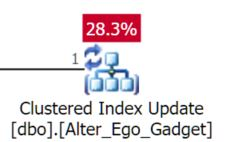 28.3%
1
Clustered Index Update
[dbo].[Alter_Ego_Gadget]